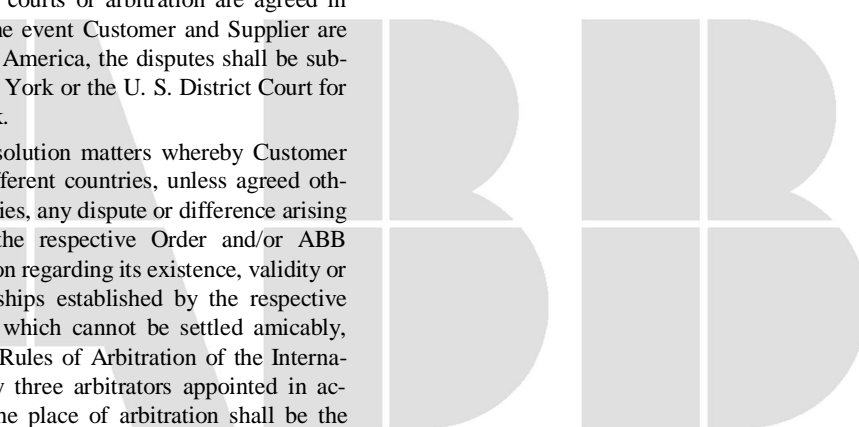 courts or arbitration are agreed in
ne event Customer and Supplier are
America, the disputes shall be sub-
York or the U. S. District Court for
k.
solution matters whereby Customer
fferent countries, unless agreed oth-
ies, any dispute or difference arising
the respective Order and/or ABB
on regarding its existence, validity or
ships established by the respective
which cannot be settled amicably,
Rules of Arbitration of the Interna-
y three arbitrators appointed in ac-
ne place of arbitration shall be the
ABB